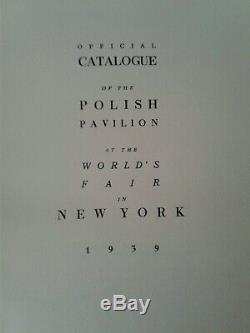 OFFICIAL
CATALOGUE
OF THE
POLISH
PAVILION
AT THE
WORLD'S
FAIR
IN
NEW YORK
1939